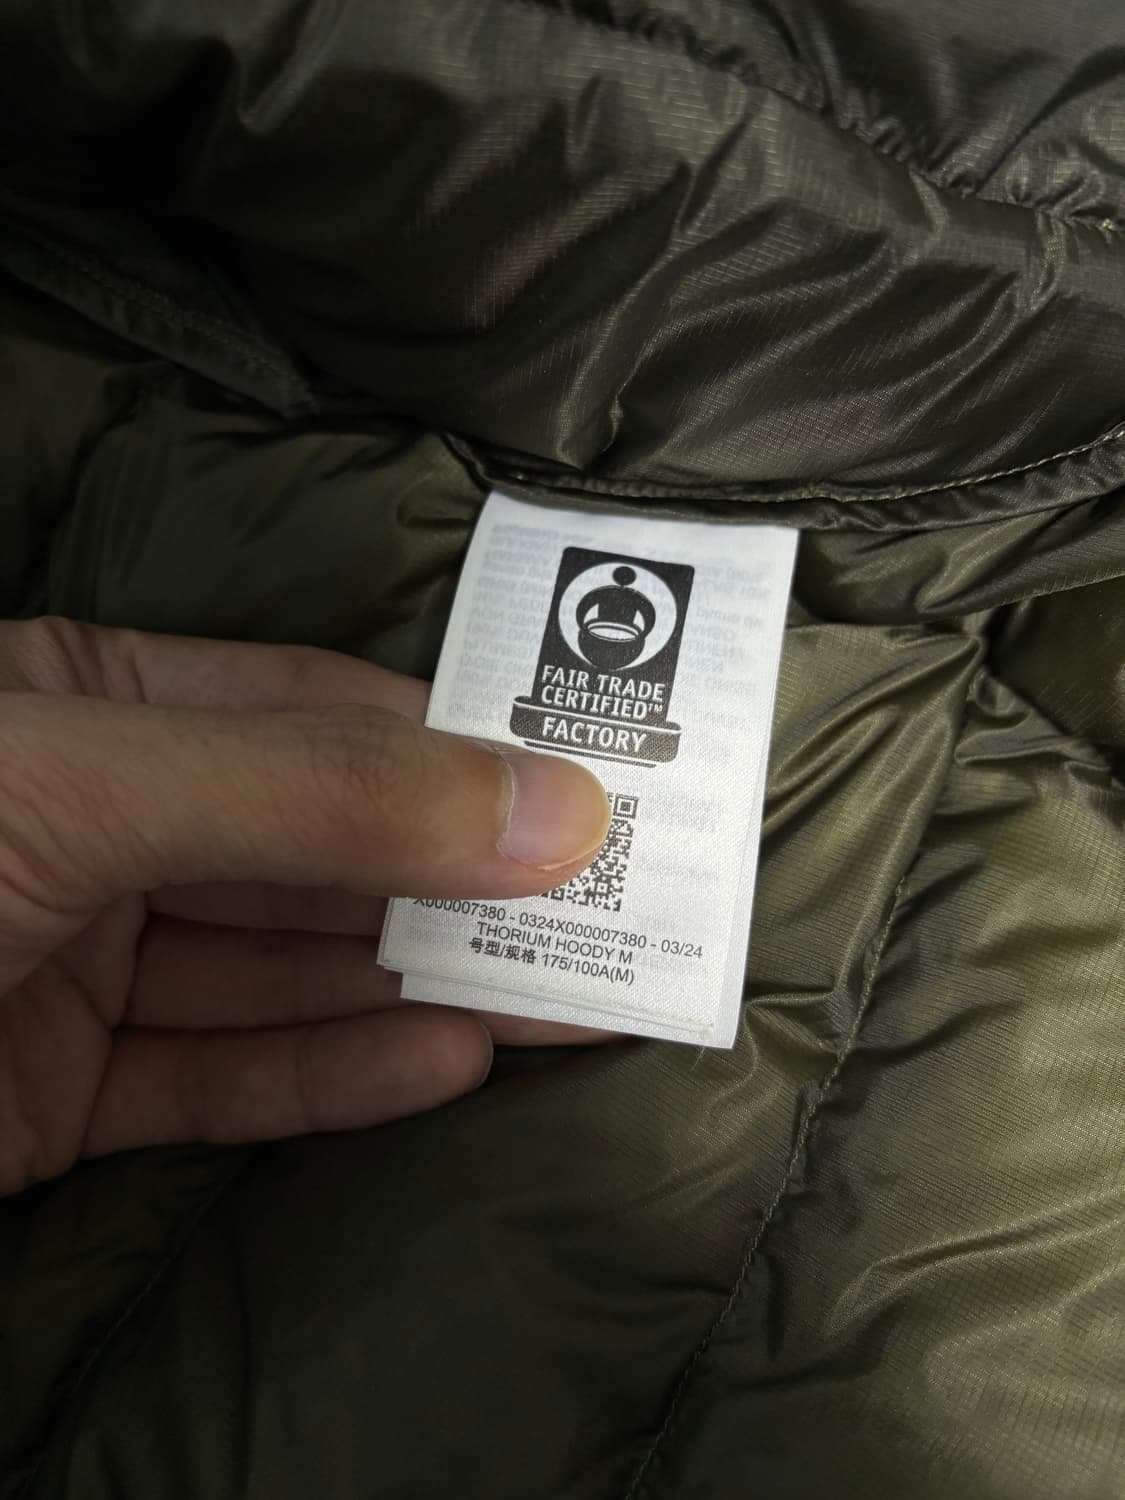 FAIR TRADE
CERTIFIED™
FACTORY
X000007380 - 0324X000007380 - 03/24
THORIUM HOODY M
号型/规格 175/100A(M)